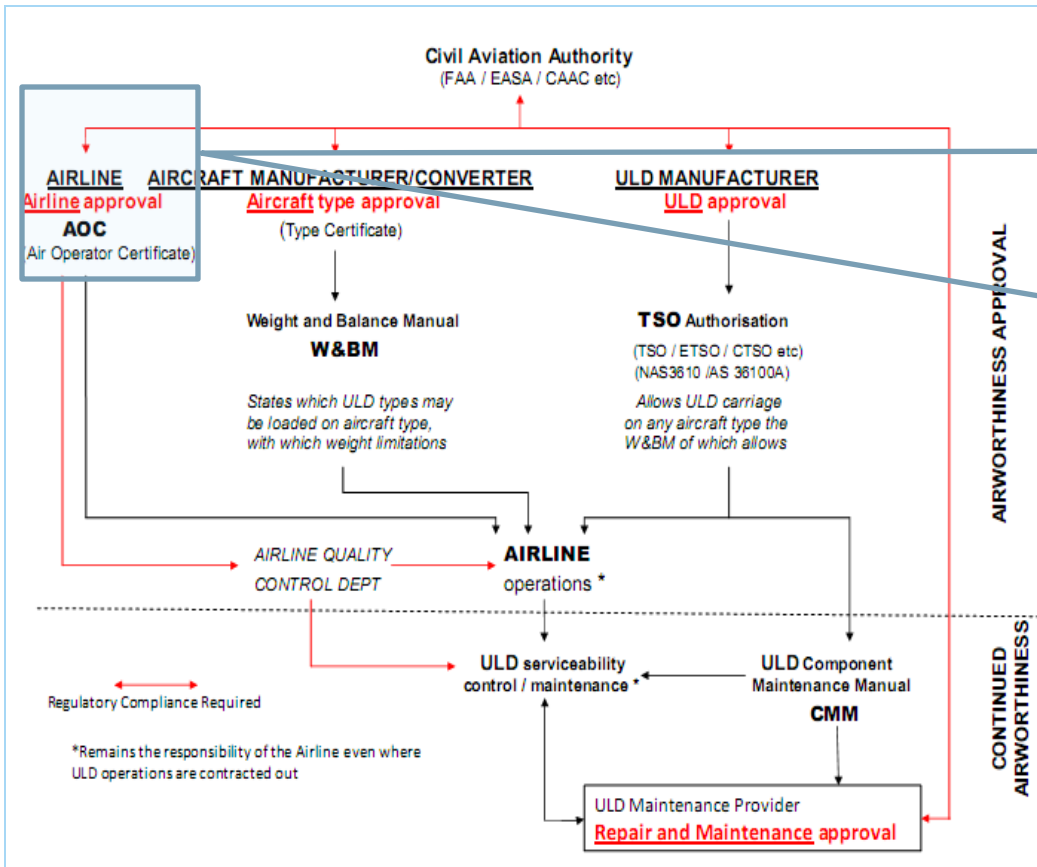 Civil Aviation Authority
(FAA / EASA / CAAC etc)
AIRLINE
Airline approval
AOC
(Air Operator Certificate)
AIRCRAFT MANUFACTURER/CONVERTER
Aircraft type approval
(Type Certificate)
ULD MANUFACTURER
ULD approval
Weight and Balance Manual
W&BM
States which ULD types may
be loaded on aircraft type,
with which weight limitations
TSO Authorisation
(TSO / ETSO / CTSO etc)
(NAS3610 /AS 36100A)
Allows ULD carriage
on any aircraft type the
W&BM of which allows
AIRWORTHINESS APPROVAL
AIRLINE QUALITY
CONTROL DEPT
AIRLINE
operations *
ULD serviceability
control / maintenance *
ULD Component
Maintenance Manual
CMM
CONTINUED
AIRWORTHINESS
Regulatory Compliance Required
*Remains the responsibility of the Airline even where
ULD operations are contracted out
ULD Maintenance Provider
Repair and Maintenance approval